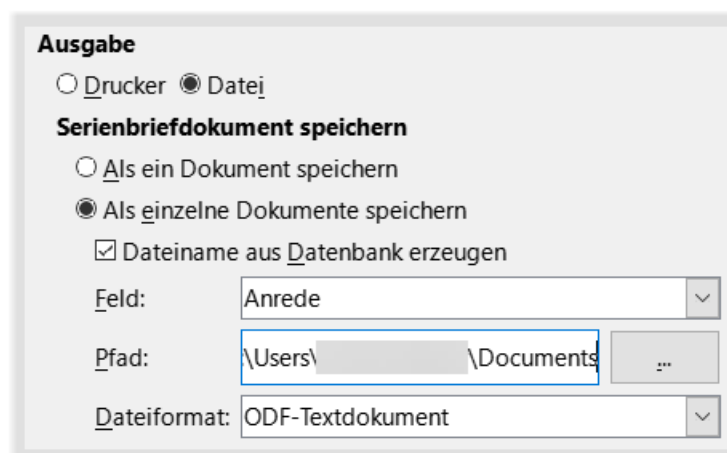 Ausgabe
Drucker Datei
Serienbriefdokument speichern
Als ein Dokument speichern
Als einzelne Dokumente speichern
Dateiname aus Datenbank erzeugen
Feld: Anrede
Pfad: :\Users\ \Documents ...
Dateiformat: ODF-Textdokument